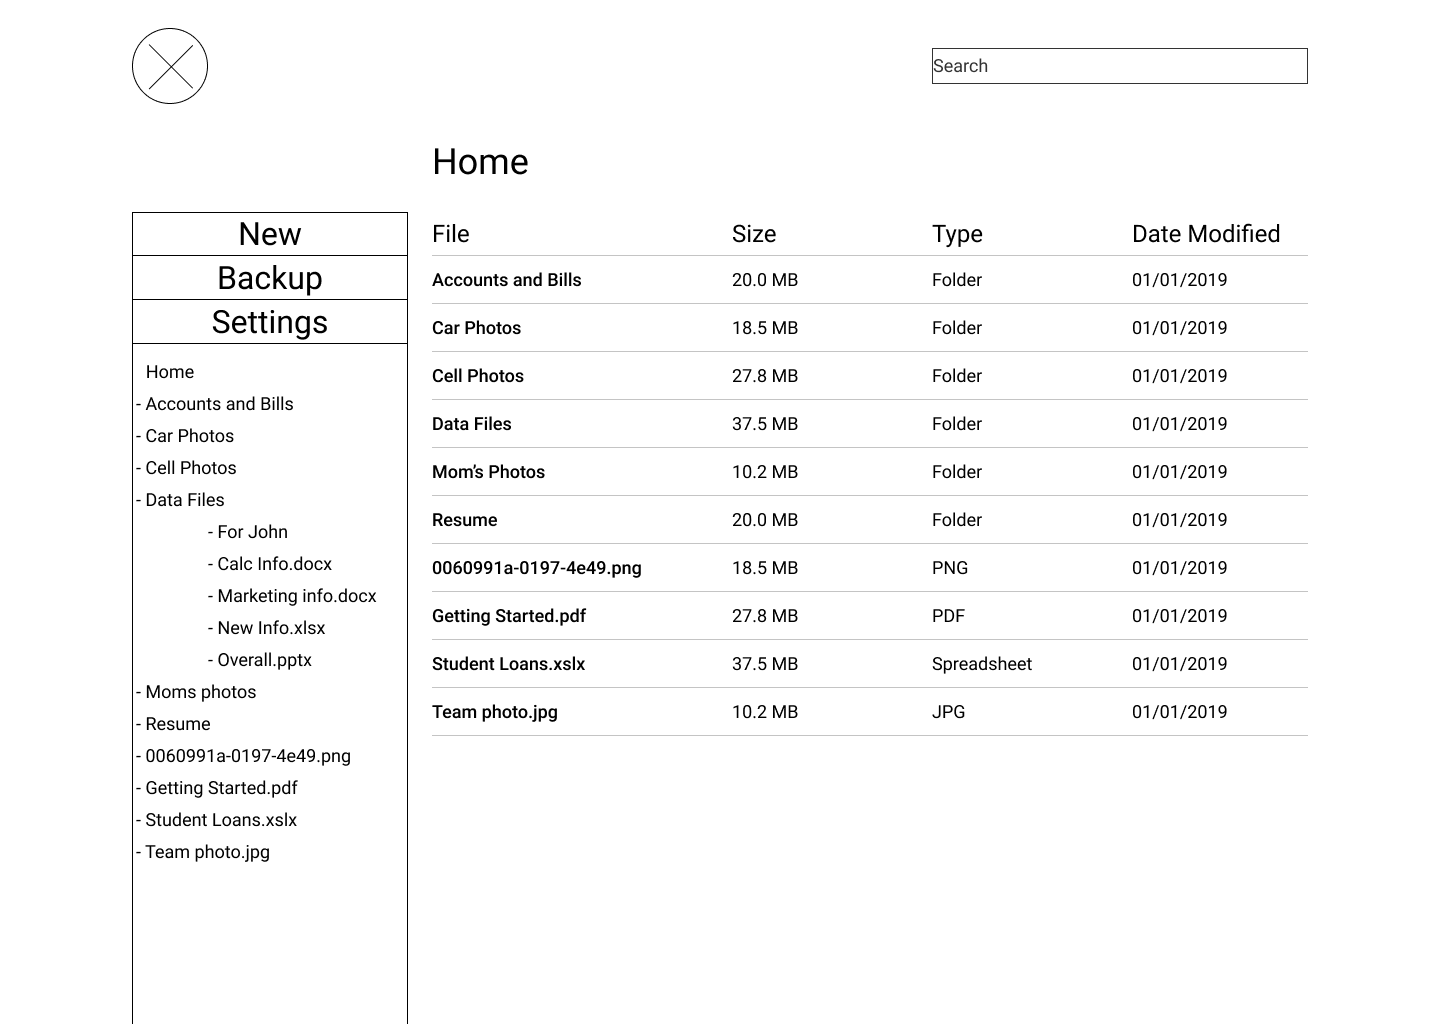 Search
Home
New
Backup
Settings
Home
- Accounts and Bills
- Car Photos
- Cell Photos
- Data Files
- For John
- Calc Info.docx
- Marketing info.docx
- New Info.xlsx
- Overall.pptx
- Moms photos
- Resume
- 0060991a-0197-4e49.png
- Getting Started.pdf
- Student Loans.xslx
- Team photo.jpg
File Size Type Date Modified
Accounts and Bills 20.0 MB Folder 01/01/2019
Car Photos 18.5 MB Folder 01/01/2019
Cell Photos 27.8 MB Folder 01/01/2019
Data Files 37.5 MB Folder 01/01/2019
Mom’s Photos 10.2 MB Folder 01/01/2019
Resume 20.0 MB Folder 01/01/2019
0060991a-0197-4e49.png 18.5 MB PNG 01/01/2019
Getting Started.pdf 27.8 MB PDF 01/01/2019
Student Loans.xslx 37.5 MB Spreadsheet 01/01/2019
Team photo.jpg 10.2 MB JPG 01/01/2019